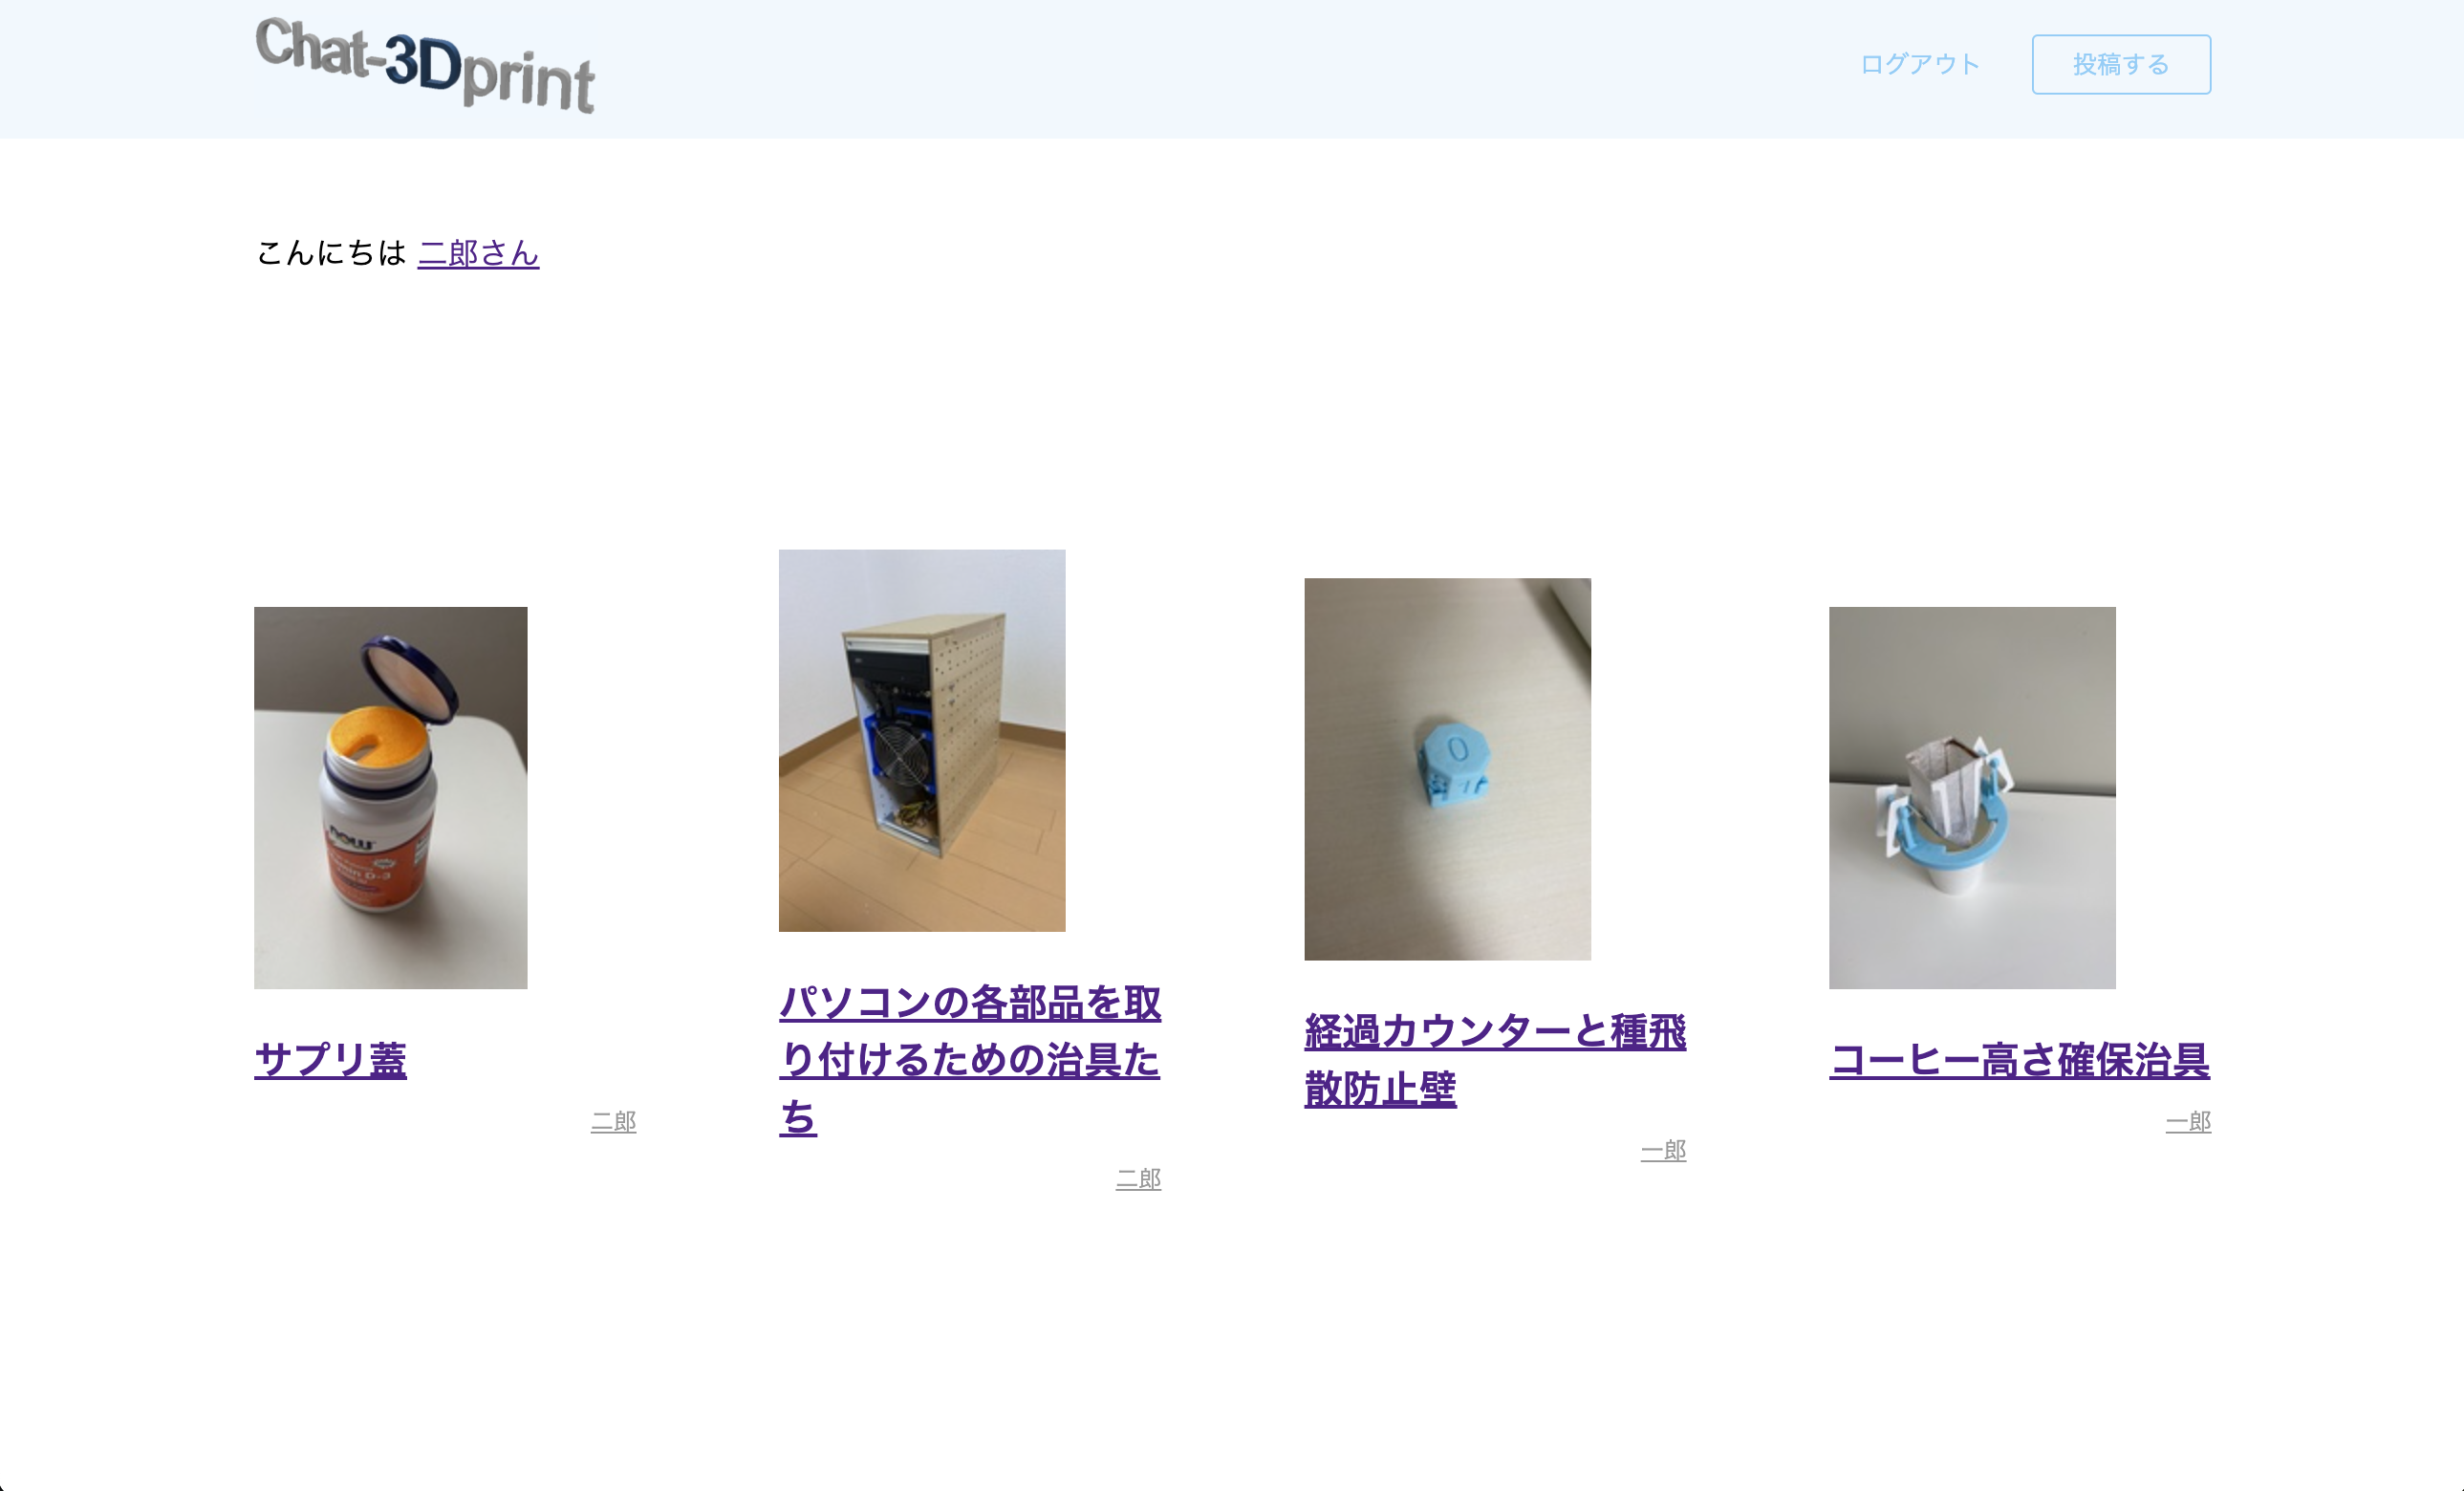 Chat-3Dprint
ログアウト
投稿する
こんにちは 二郎さん
now
サプリ蓋
二郎
パソコンの各部品を取
り付けるための治具た
ち
二郎
0
経過カウンターと種飛
散防止壁
一郎
コーヒー高さ確保治具
一郎